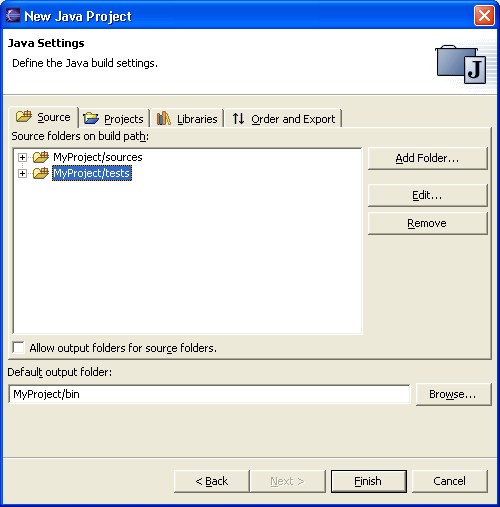 New Java Project
Java Settings
Define the Java build settings.
J
Source Projects Libraries Order and Export
Source folders on build path:
MyProject/sources
MyProject/tests
Add Folder...
Edit...
Remove
Allow output folders for source folders.
Default output folder:
MyProject/bin
Browse...
< Back Next > Finish Cancel